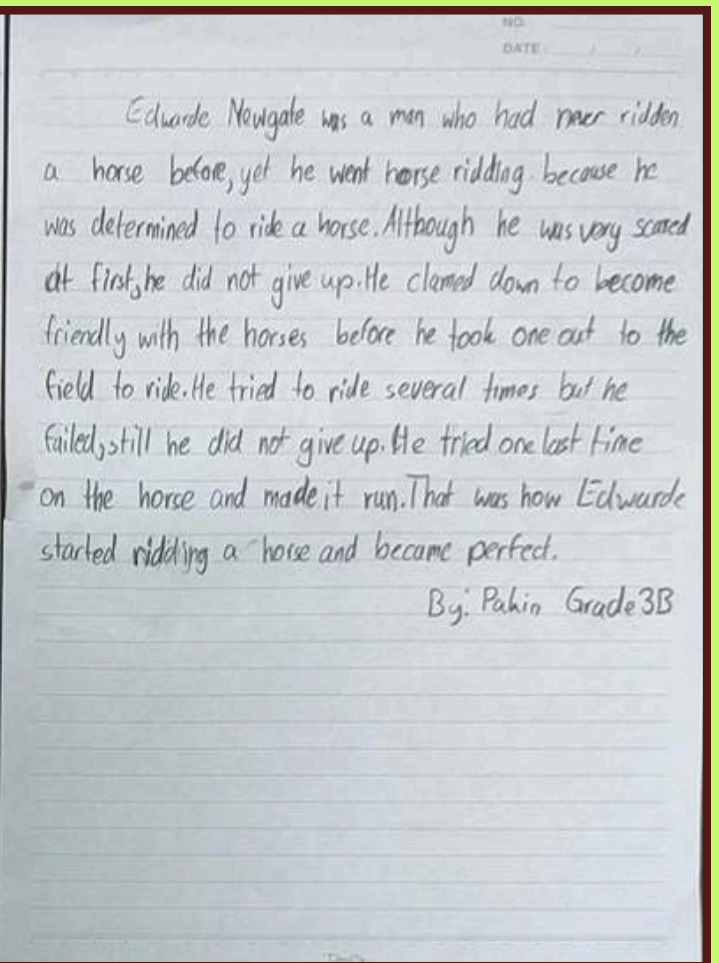 NO.
DATE / /
Edwarde Newgate was a man who had never ridden
a horse before, yet he went horse ridding because he
was determined to ride a horse. Although he was very scared
at first, he did not give up. He clamed down to become
friendly with the horses before he took one out to the
field to ride. He tried to ride several times but he
failed, still he did not give up. He tried one last time
on the horse and made it run. That was how Edwarde
started ridding a horse and became perfect.
By: Pahin Grade 3B